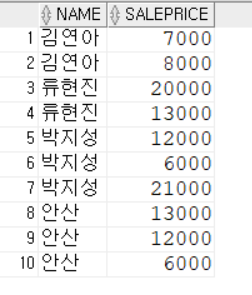 NAME SALEPRICE
1 김연아 7000
2 김연아 8000
3 류현진 20000
4 류현진 13000
5 박지성 12000
6 박지성 6000
7 박지성 21000
8 안산 13000
9 안산 12000
10 안산 6000